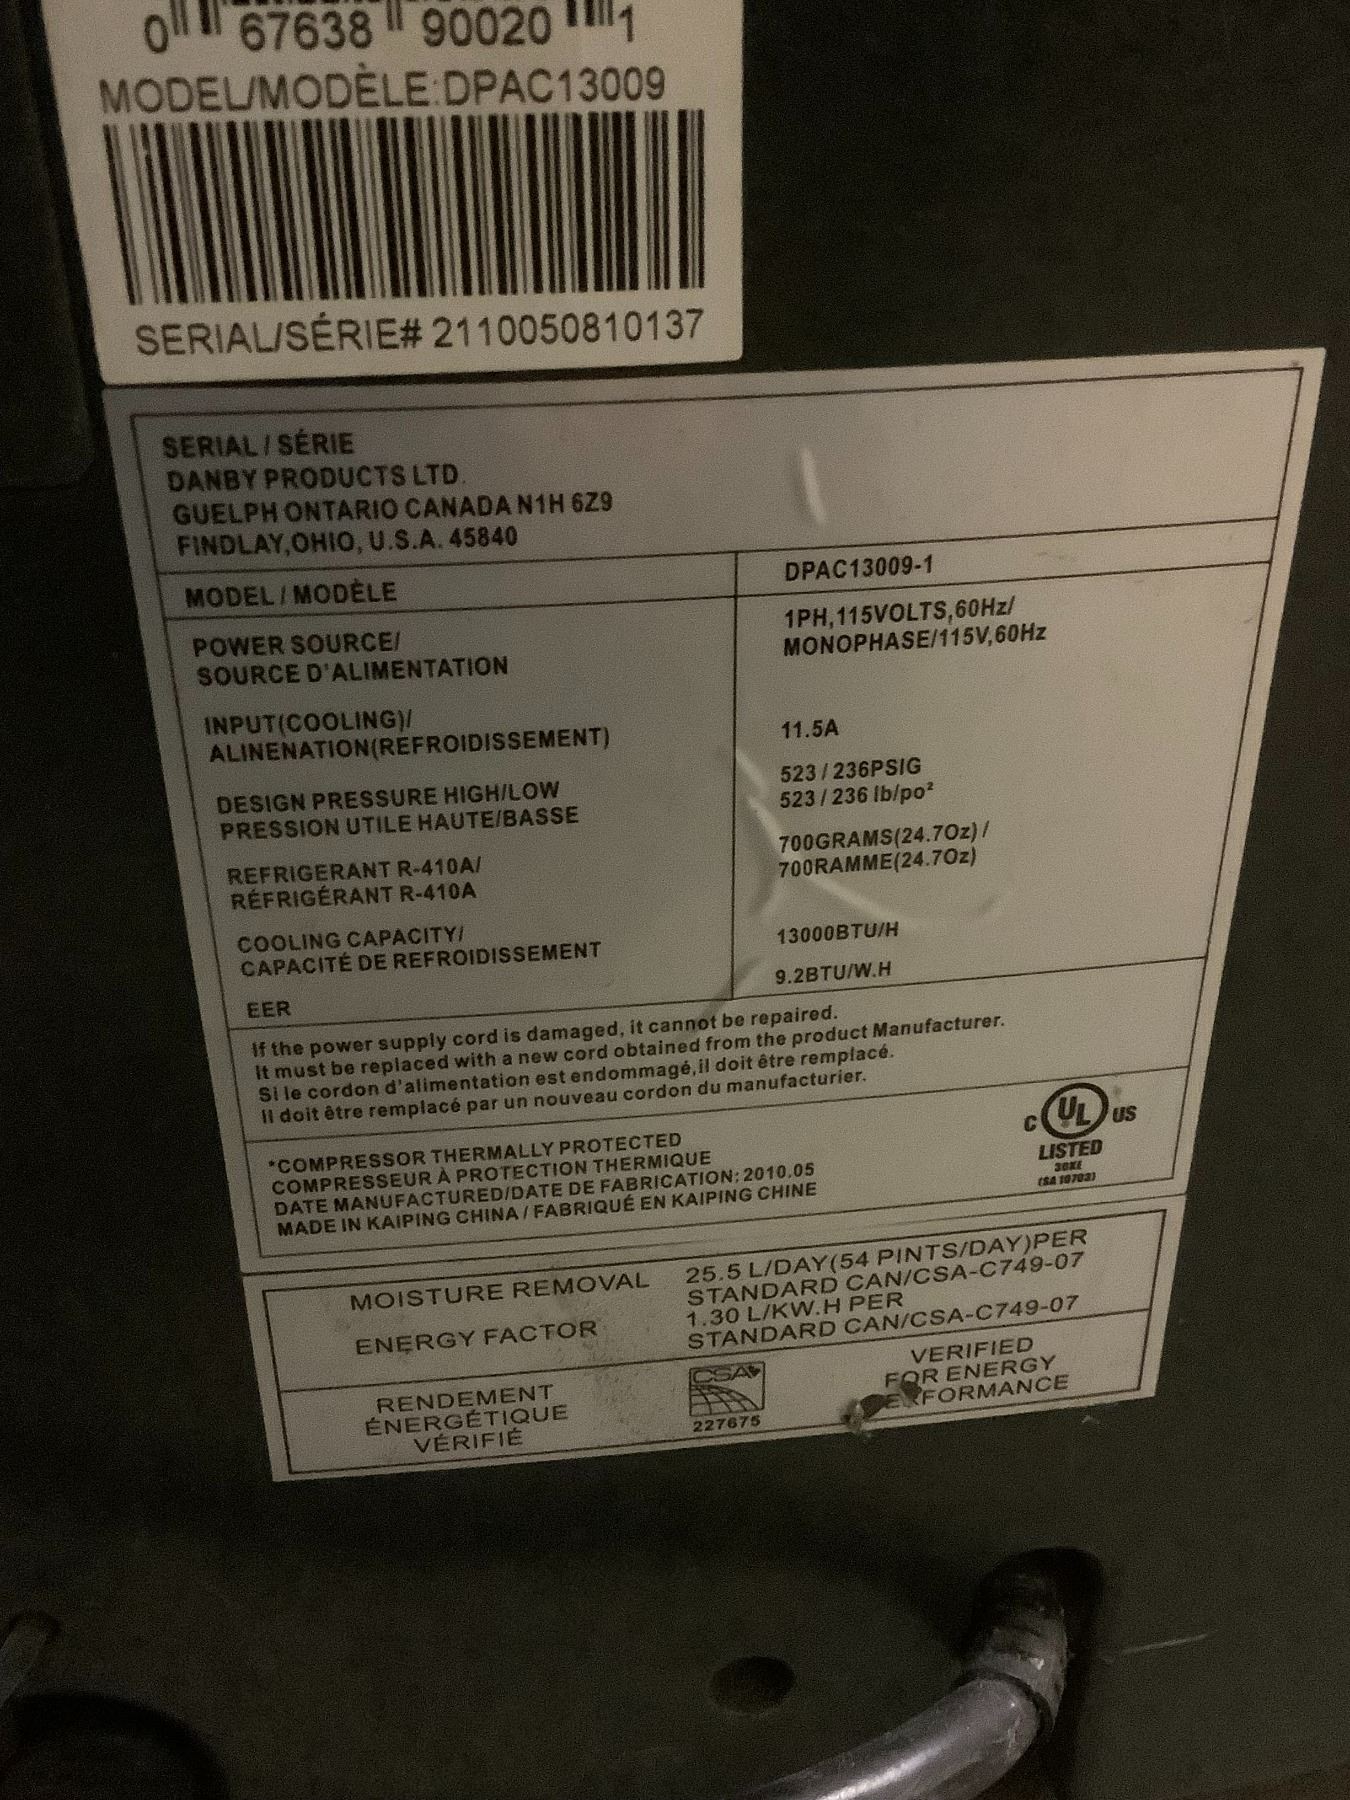 0 67638 90020 1
MODEL/MODÈLE:DPAC13009
SERIAL/SÉRIE# 2110050810137
SERIAL / SÉRIE
DANBY PRODUCTS LTD.
GUELPH ONTARIO CANADA N1H 6Z9
FINDLAY,OHIO, U.S.A. 45840
MODEL / MODÈLE DPAC13009-1
POWER SOURCE/ 1PH,115VOLTS,60Hz/
SOURCE D'ALIMENTATION MONOPHASE/115V,60Hz
INPUT(COOLING)/
ALINENATION(REFROIDISSEMENT) 11.5A
DESIGN PRESSURE HIGH/LOW 523 / 236PSIG
PRESSION UTILE HAUTE/BASSE 523 / 236 lb/po²
REFRIGERANT R-410A/ 700GRAMS(24.7Oz) /
RÉFRIGÉRANT R-410A 700RAMME(24.7Oz)
COOLING CAPACITY/
CAPACITÉ DE REFROIDISSEMENT 13000BTU/H
EER 9.2BTU/W.H
If the power supply cord is damaged, it cannot be repaired.
It must be replaced with a new cord obtained from the product Manufacturer.
Si le cordon d'alimentation est endommagé,il doit être remplacé.
Il doit être remplacé par un nouveau cordon du manufacturier.
*COMPRESSOR THERMALLY PROTECTED
COMPRESSEUR À PROTECTION THERMIQUE
DATE MANUFACTURED/DATE DE FABRICATION: 2010.05
MADE IN KAIPING CHINA / FABRIQUÉ EN KAIPING CHINE
C UL US
LISTED
30KE
(SA 10703)
MOISTURE REMOVAL 25.5 L/DAY(54 PINTS/DAY)PER
STANDARD CAN/CSA-C749-07
ENERGY FACTOR 1.30 L/KW.H PER
STANDARD CAN/CSA-C749-07
RENDEMENT
ÉNERGÉTIQUE
VÉRIFIÉ
CSA
227675
VERIFIED
FOR ENERGY
PERFORMANCE